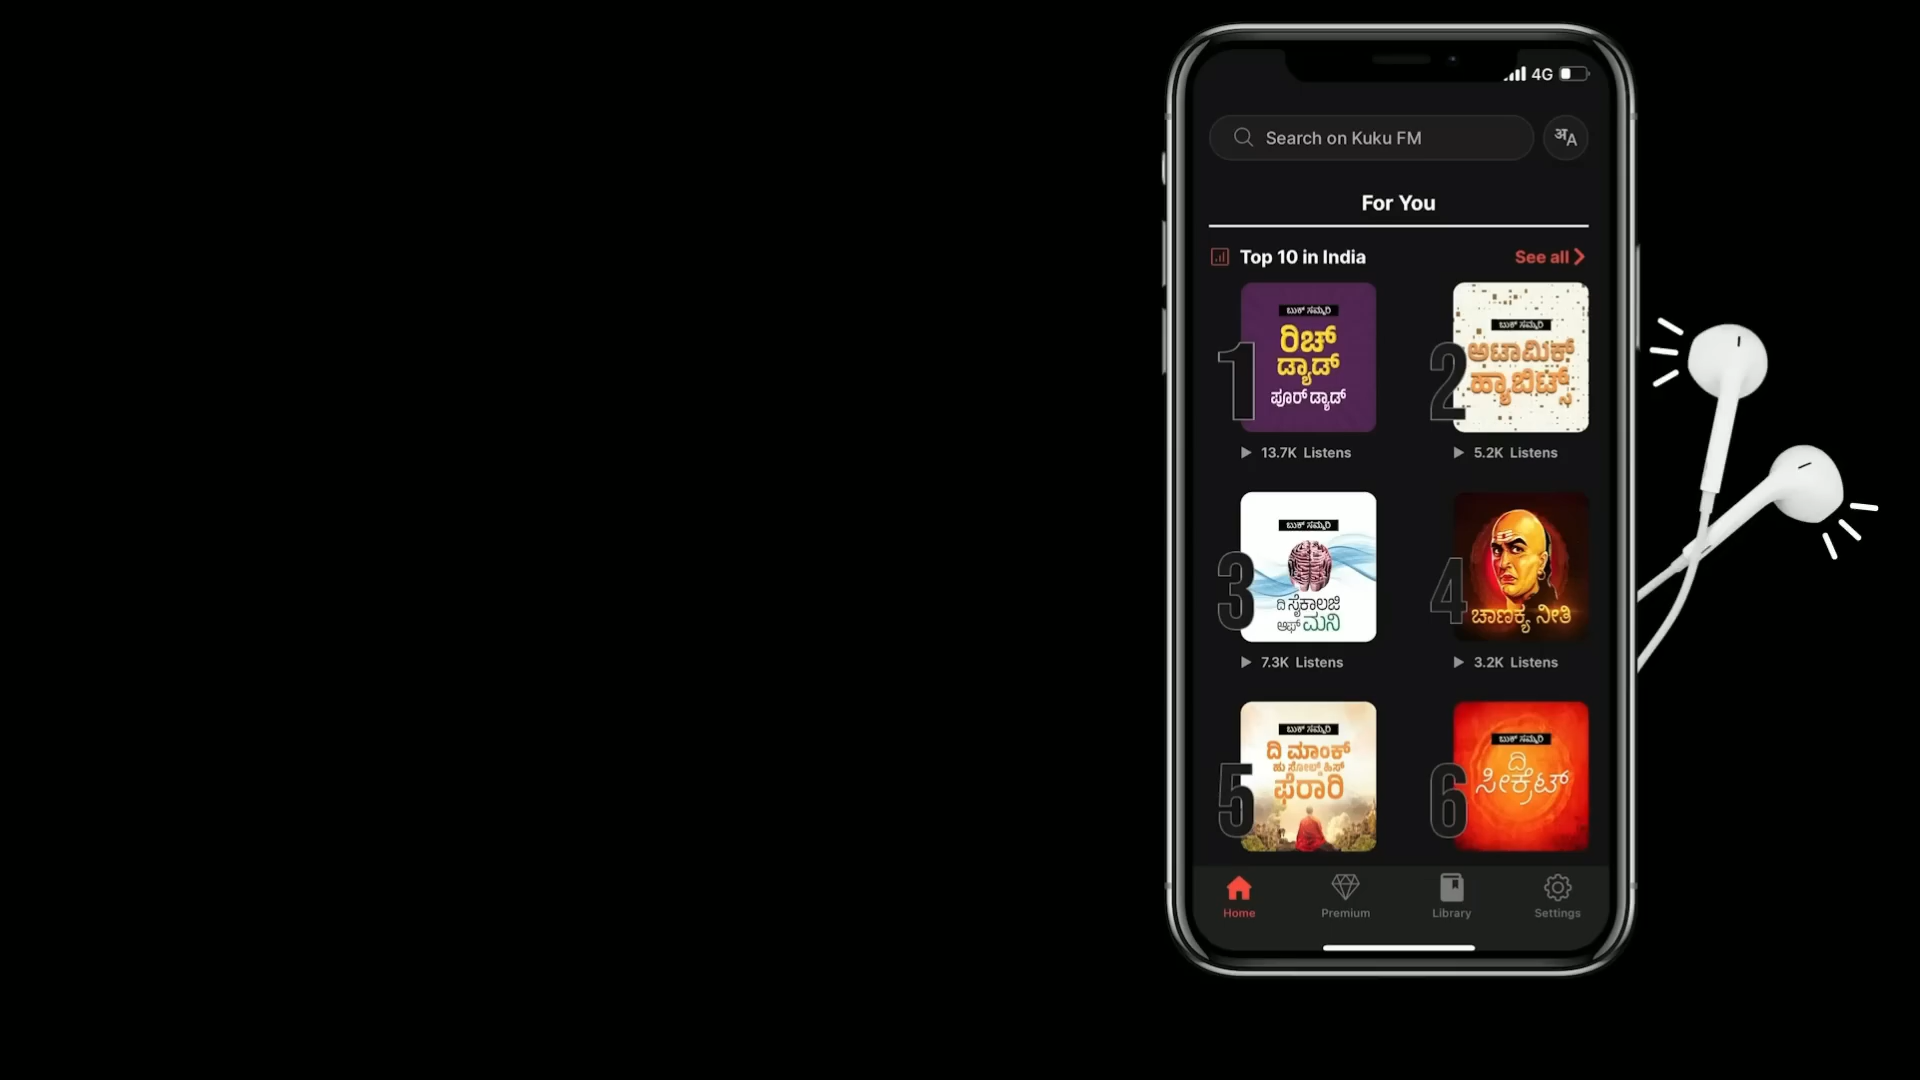 4G
Search on Kuku FM
अA
For You
Top 10 in India
See all
1
ಬುಕ್ ಸಮ್ಮರಿ
ರಿಚ್
ಡ್ಯಾಡ್
ಪೂರ್ ಡ್ಯಾಡ್
13.7K Listens
2
ಬುಕ್ ಸಮ್ಮರಿ
ಅಟಾಮಿಕ್
ಹ್ಯಾಬಿಟ್ಸ್
5.2K Listens
3
ಬುಕ್ ಸಮ್ಮರಿ
ದಿ ಸೈಕಾಲಜಿ
ಆಫ್ ಮನಿ
7.3K Listens
4
ಚಾಣಕ್ಯ ನೀತಿ
3.2K Listens
5
ಬುಕ್ ಸಮ್ಮರಿ
ದಿ ಮಾಂಕ್
ಹು ಸೋಲ್ಡ್ ಹಿಸ್
ಫೆರಾರಿ
6
ಬುಕ್ ಸಮ್ಮರಿ
ದಿ
ಸೀಕ್ರೆಟ್
Home
Premium
Library
Settings